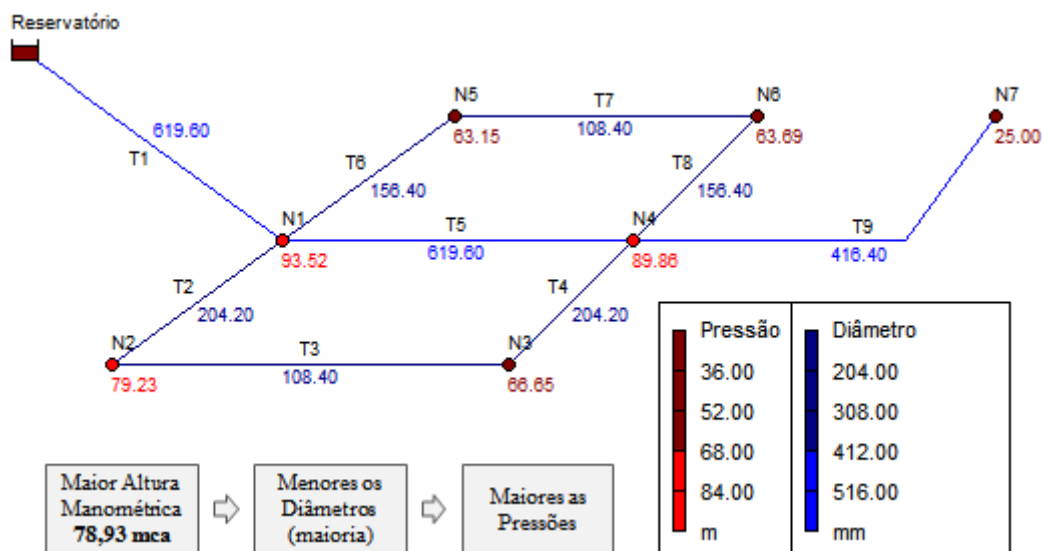 Reservatório
619.60
T1
N5
63.15
T7
108.40
N6
63.69
N7
25.00
T6
156.40
T8
156.40
N1
93.52
T5
619.60
N4
89.86
T9
416.40
T2
204.20
T4
204.20
N2
79.23
T3
108.40
N3
66.65
Pressão
36.00
52.00
68.00
84.00
m
Diâmetro
204.00
308.00
412.00
516.00
mm
Maior Altura
Manométrica
78,93 mca
Menores os
Diâmetros
(maioria)
Maiores as
Pressões